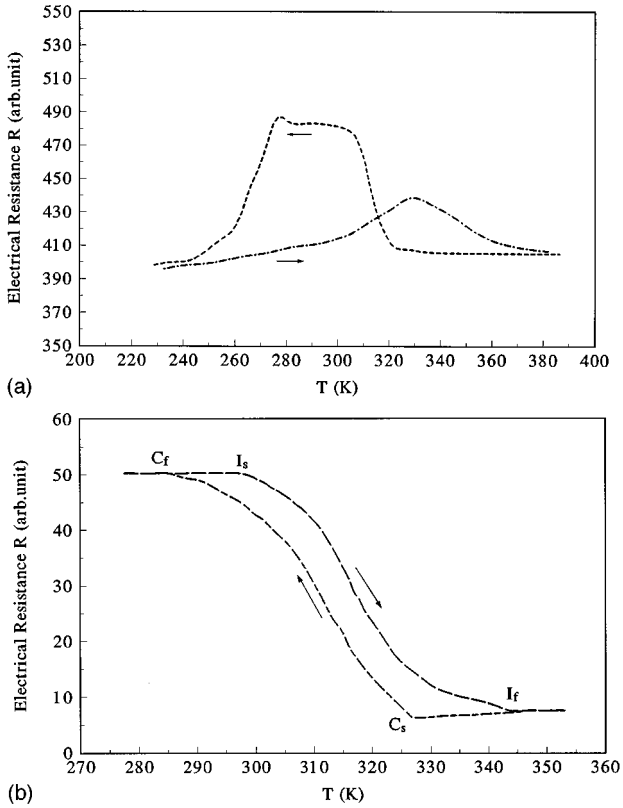 550
530
510
490
470
450
430
410
390
370
350
Electrical Resistance R (arb.unit)
200 220 240 260 280 300 320 340 360 380 400
T (K)
(a)
60
50
40
30
20
10
0
Electrical Resistance R (arb.unit)
Cf
Is
Cs
If
270 280 290 300 310 320 330 340 350 360
T (K)
(b)